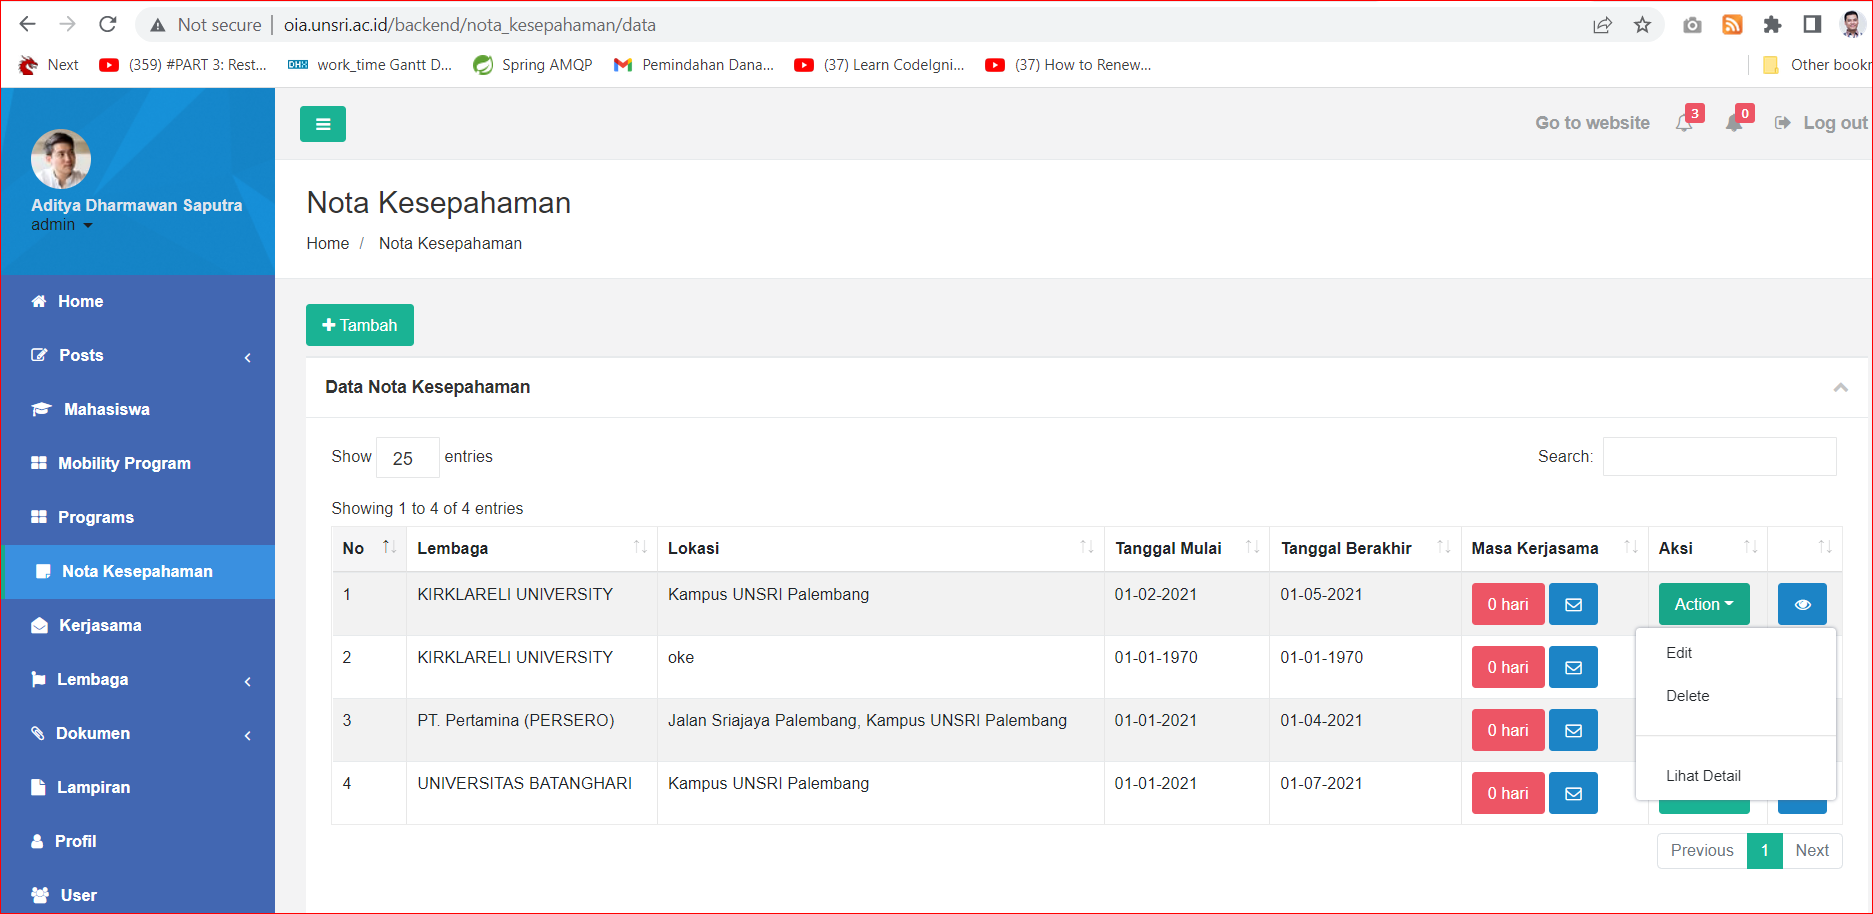 Not secure | oia.unsri.ac.id/backend/nota_kesepahaman/data
Next (359) #PART 3: Rest... DHX work_time Gantt D... Spring AMQP Pemindahan Dana... (37) Learn CodeIgni... (37) How to Renew... Other bookr
Go to website 3 0 Log out
Aditya Dharmawan Saputra
admin
Home
Posts
Mahasiswa
Mobility Program
Programs
Nota Kesepahaman
Kerjasama
Lembaga
Dokumen
Lampiran
Profil
User
Nota Kesepahaman
Home / Nota Kesepahaman
Tambah
Data Nota Kesepahaman
Show 25 entries Search:
Showing 1 to 4 of 4 entries
No Lembaga Lokasi Tanggal Mulai Tanggal Berakhir Masa Kerjasama Aksi
1 KIRKLARELI UNIVERSITY Kampus UNSRI Palembang 01-02-2021 01-05-2021 0 hari Action
2 KIRKLARELI UNIVERSITY oke 01-01-1970 01-01-1970 0 hari
3 PT. Pertamina (PERSERO) Jalan Sriajaya Palembang, Kampus UNSRI Palembang 01-01-2021 01-04-2021 0 hari
4 UNIVERSITAS BATANGHARI Kampus UNSRI Palembang 01-01-2021 01-07-2021 0 hari
Edit
Delete
Lihat Detail
Previous 1 Next